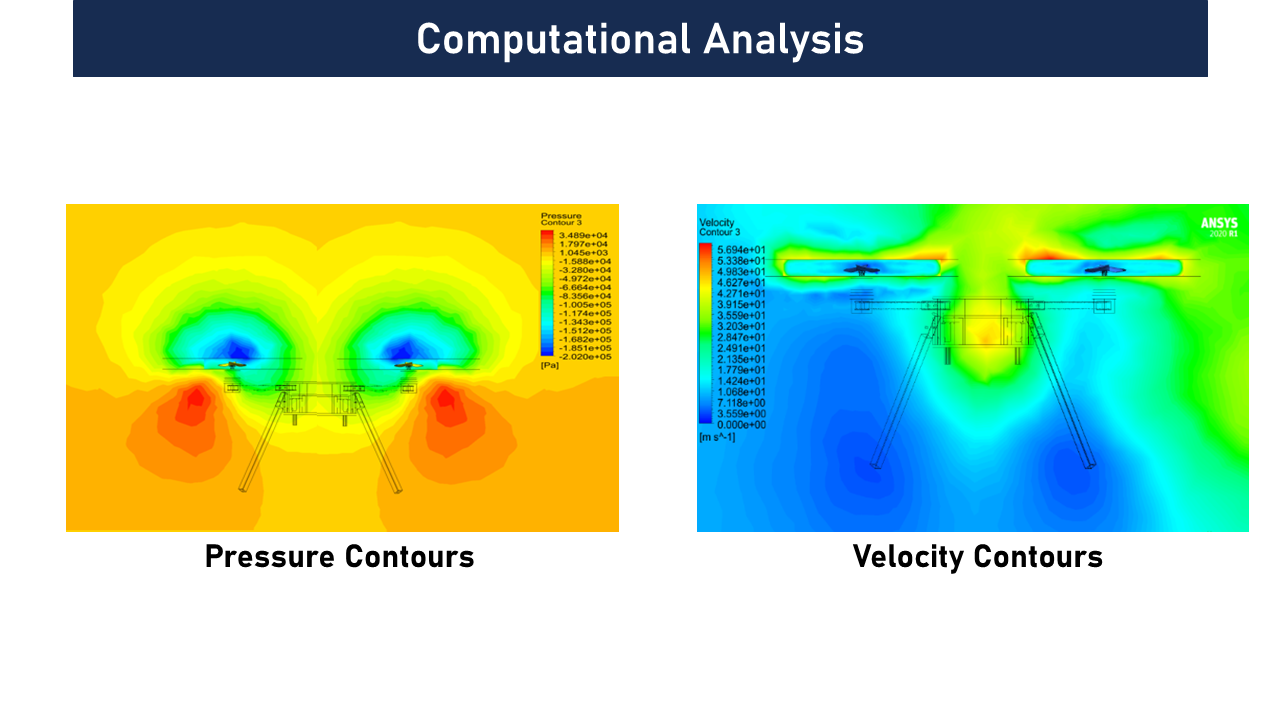 Computational Analysis
Pressure
Contour 3
3.489e+04
1.797e+04
1.045e+03
-1.588e+04
-3.280e+04
-4.972e+04
-6.664e+04
-8.356e+04
-1.005e+05
-1.174e+05
-1.343e+05
-1.512e+05
-1.682e+05
-1.851e+05
-2.020e+05
[Pa]
Velocity
Contour 3
5.694e+01
5.338e+01
4.983e+01
4.627e+01
4.271e+01
3.915e+01
3.559e+01
3.203e+01
2.847e+01
2.491e+01
2.135e+01
1.779e+01
1.424e+01
1.068e+01
7.118e+00
3.559e+00
0.000e+00
[m s^-1]
ANSYS
2020 R1
Pressure Contours
Velocity Contours